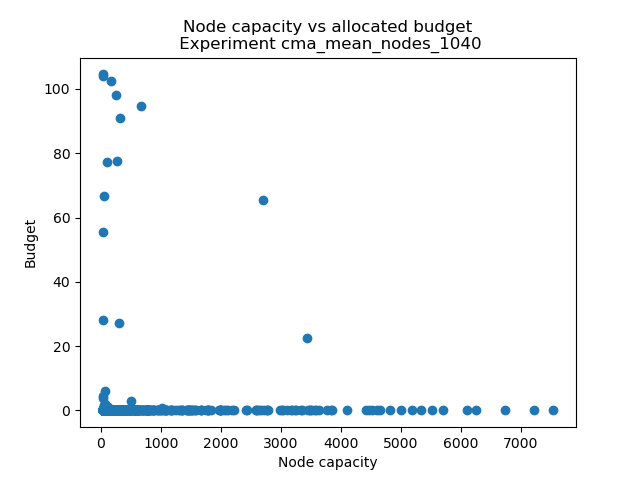 Node capacity vs allocated budget
Experiment cma_mean_nodes_1040
100
80
60
40
20
0
Budget
0 1000 2000 3000 4000 5000 6000 7000
Node capacity